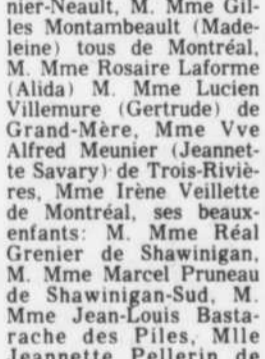 nier-Neault, M. Mme Gil-
les Montambeault (Made-
leine) tous de Montréal,
M. Mme Rosaire Laforme
(Alida) M. Mme Lucien
Villemure (Gertrude) de
Grand-Mère, Mme Vve
Alfred Meunier (Jeannet-
te Savary) de Trois-Riviè-
res, Mme Irène Veillette
de Montréal, ses beaux-
enfants: M. Mme Réal
Grenier de Shawinigan,
M. Mme Marcel Pruneau
de Shawinigan-Sud, M.
Mme Jean-Louis Basta-
rache des Piles, Mlle
Jeannette Pellerin de